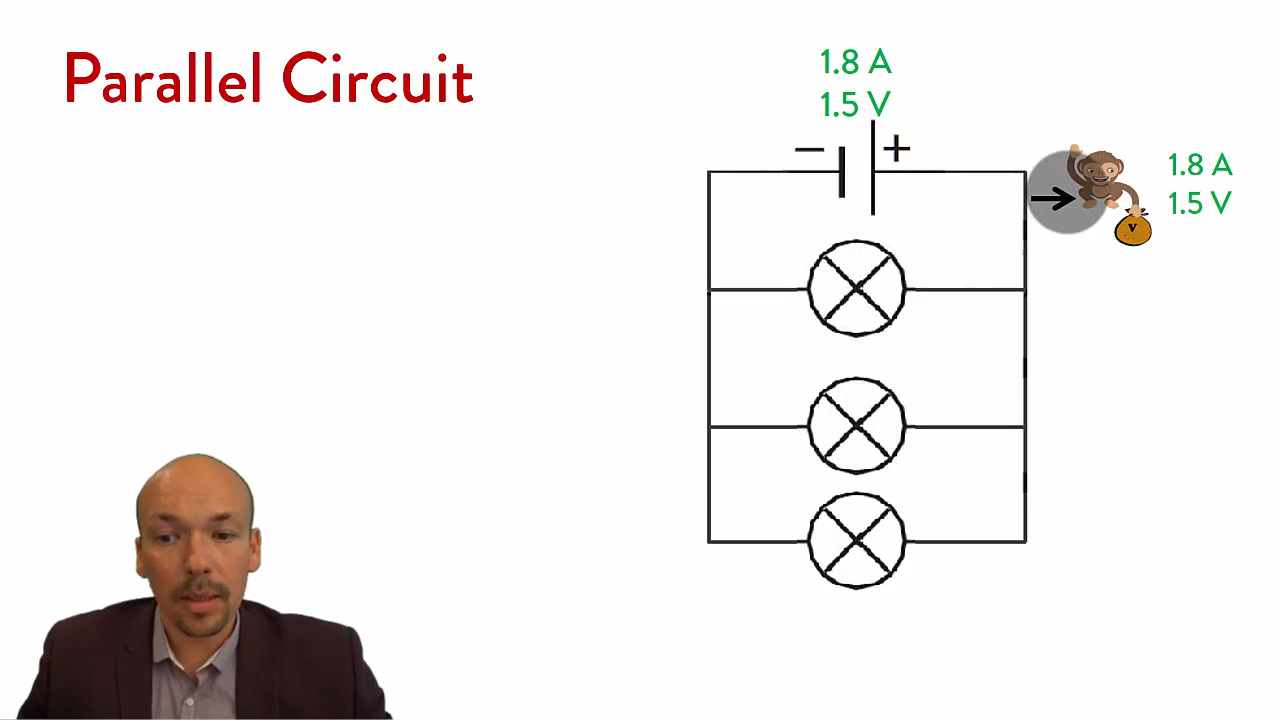 Parallel Circuit
1.8 A
1.5 V
− +
1.8 A
1.5 V
V